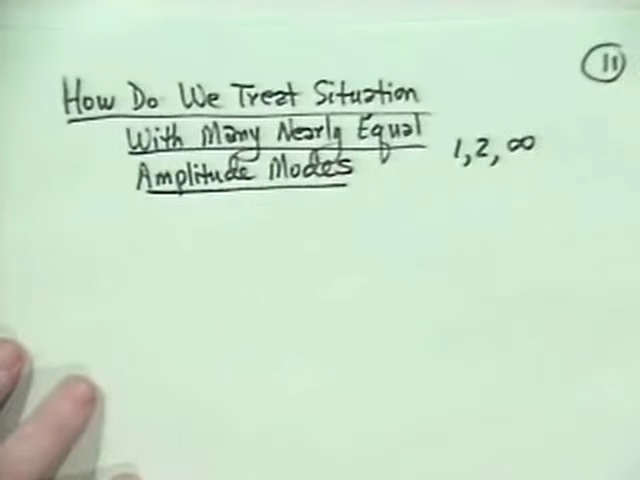 11
How Do We Treat Situation
With Many Nearly Equal
1, 2, ∞
Amplitude Modes